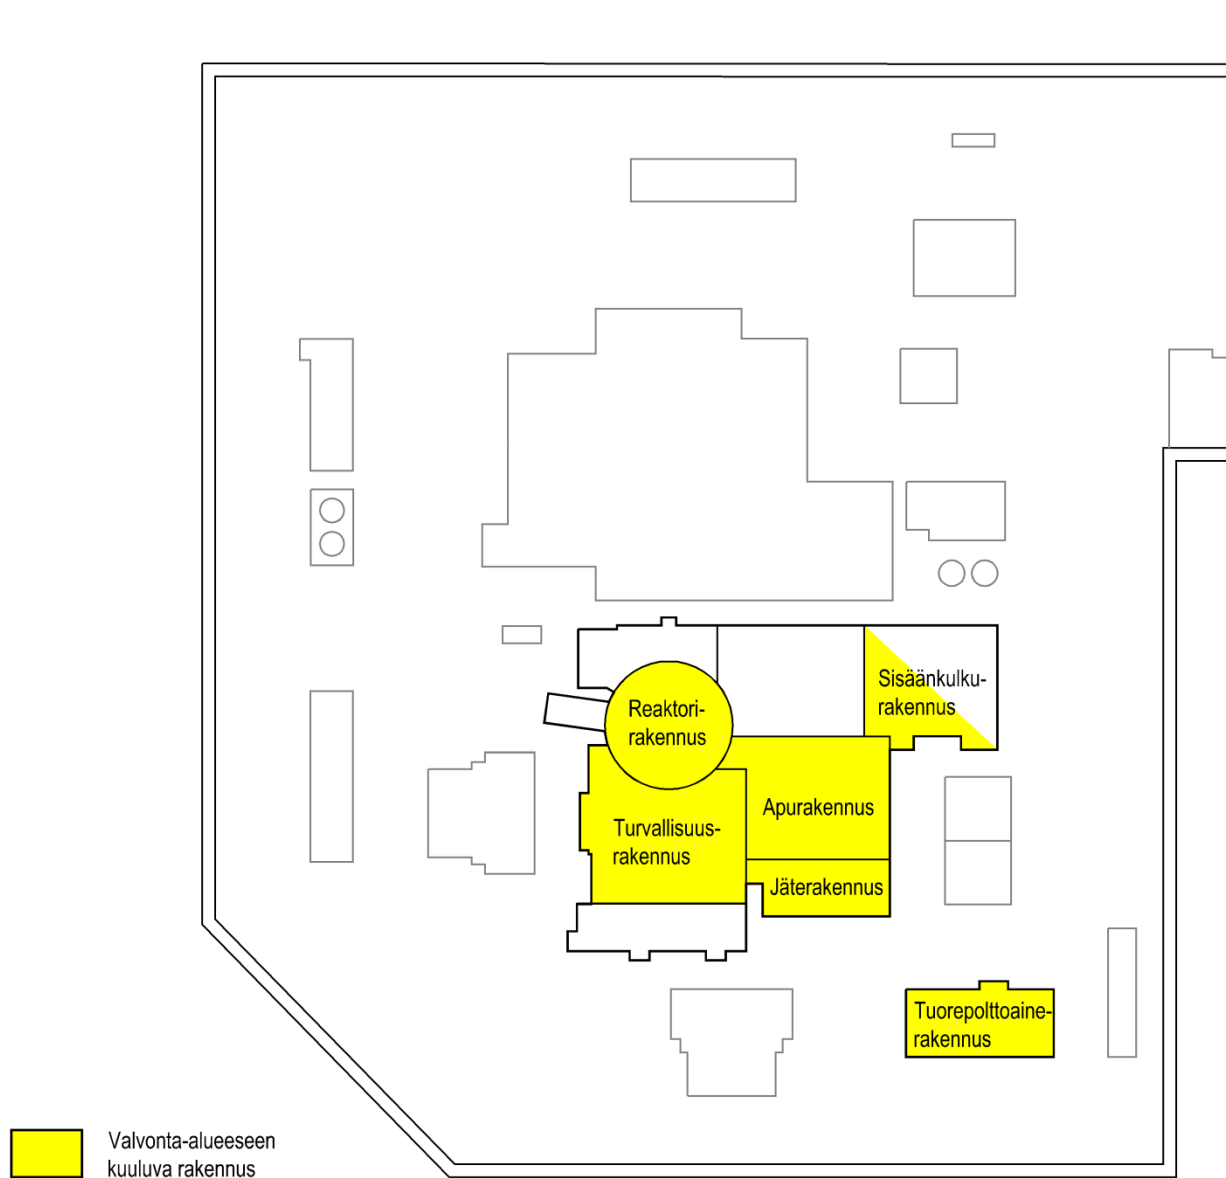 Sisäänkulku-
rakennus
Reaktori-
rakennus
Apurakennus
Turvallisuus-
rakennus
Jäterakennus
Tuorepolttoaine-
rakennus
Valvonta-alueeseen
kuuluva rakennus